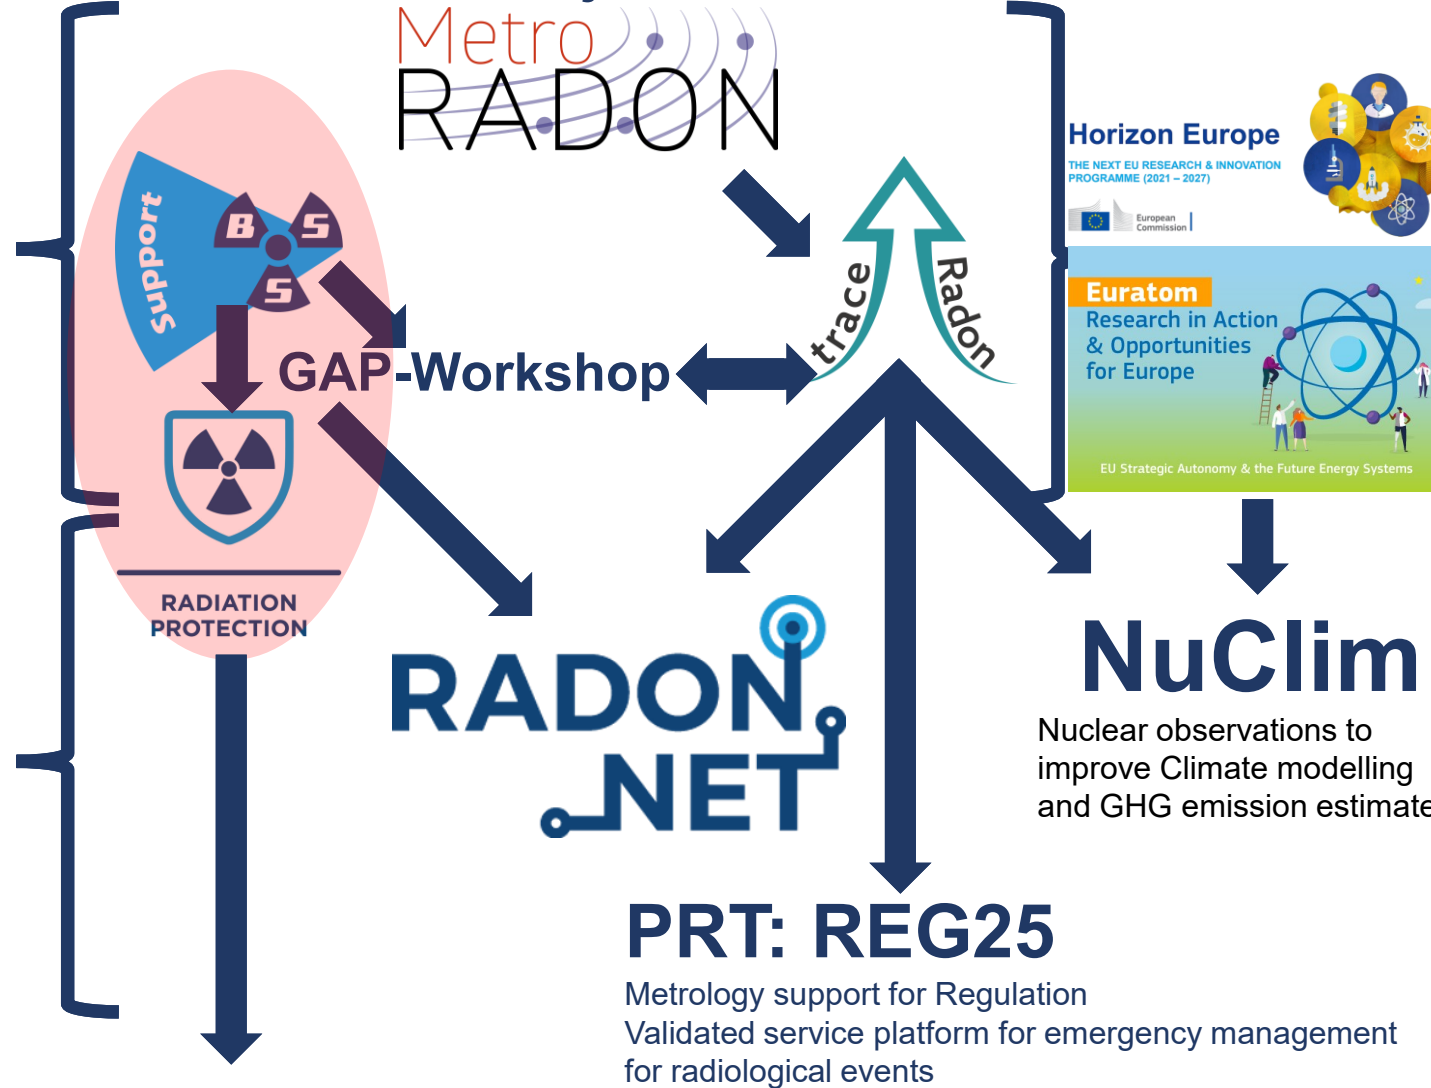 Metro
RADON
Horizon Europe
THE NEXT EU RESEARCH & INNOVATION
PROGRAMME (2021 – 2027)
European
Commission
Support
B S
S
trace
Radon
Euratom
Research in Action
& Opportunities
for Europe
EU Strategic Autonomy & the Future Energy Systems
GAP-Workshop
RADIATION
PROTECTION
RADON
.NET
NuClim
Nuclear observations to
improve Climate modelling
and GHG emission estimate
PRT: REG25
Metrology support for Regulation
Validated service platform for emergency management
for radiological events